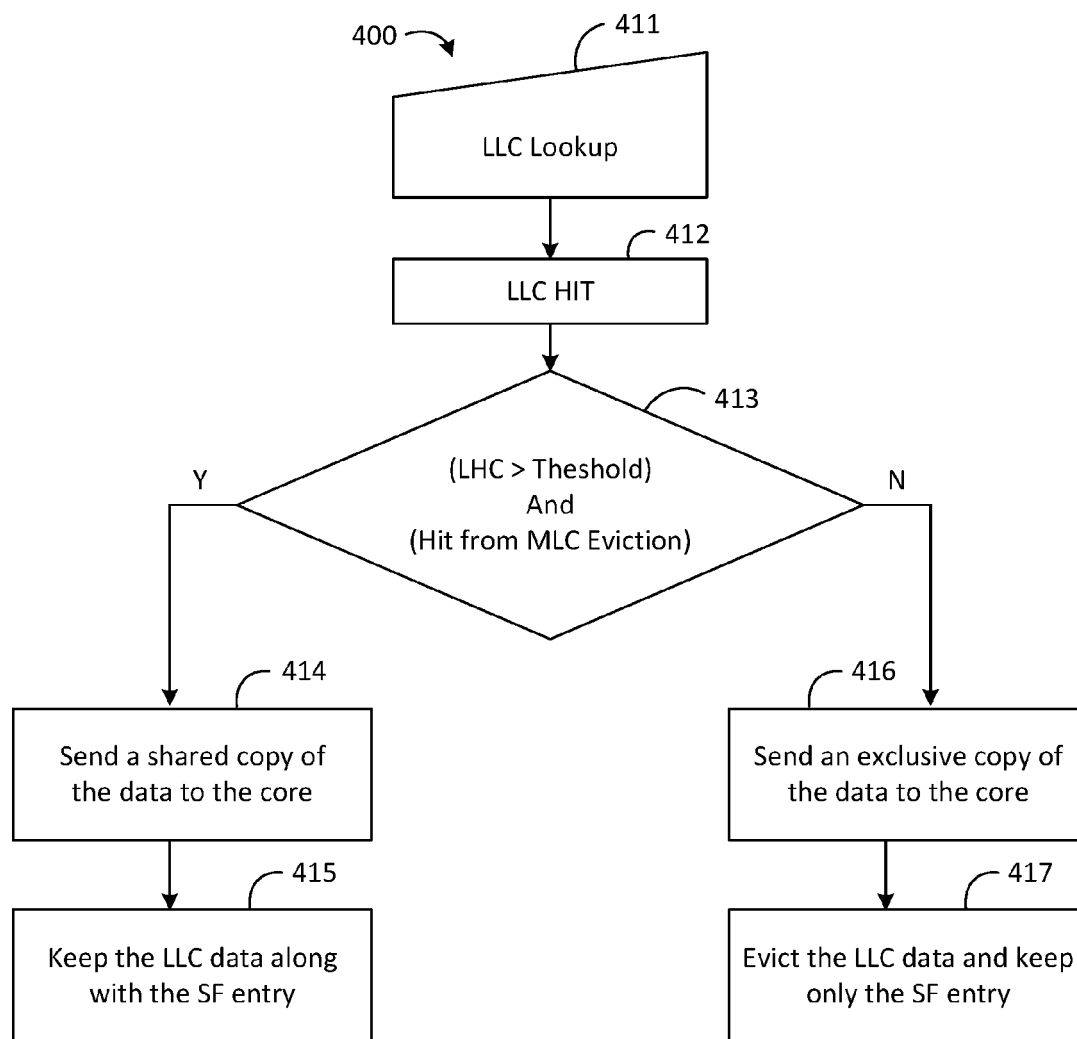 400
411
LLC Lookup
412
LLC HIT
413
(LHC > Theshold)
And
(Hit from MLC Eviction)
Y
N
414
Send a shared copy of
the data to the core
416
Send an exclusive copy of
the data to the core
415
Keep the LLC data along
with the SF entry
417
Evict the LLC data and keep
only the SF entry